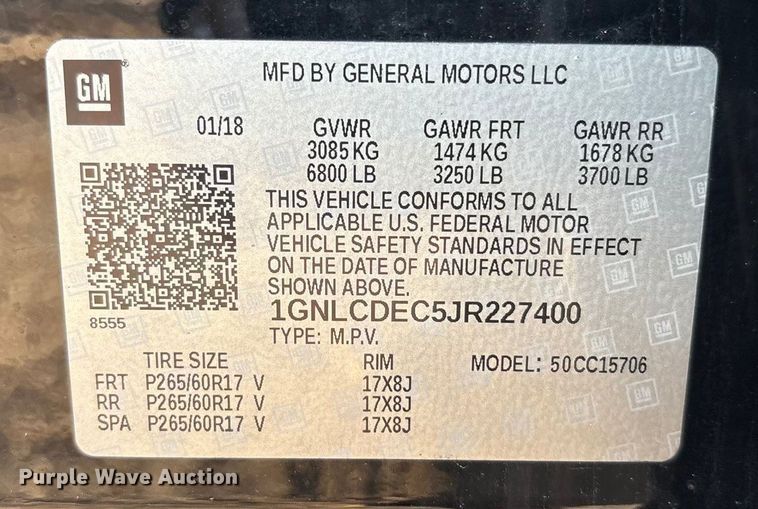 GM
MFD BY GENERAL MOTORS LLC
01/18 GVWR GAWR FRT GAWR RR
3085 KG 1474 KG 1678 KG
6800 LB 3250 LB 3700 LB
THIS VEHICLE CONFORMS TO ALL
APPLICABLE U.S. FEDERAL MOTOR
VEHICLE SAFETY STANDARDS IN EFFECT
ON THE DATE OF MANUFACTURE
SHOWN ABOVE.
8555
1GNLCDEC5JR227400
TYPE: M.P.V.
TIRE SIZE RIM MODEL: 50CC15706
FRT P265/60R17 V 17X8J
RR P265/60R17 V 17X8J
SPA P265/60R17 V 17X8J
Purple Wave Auction